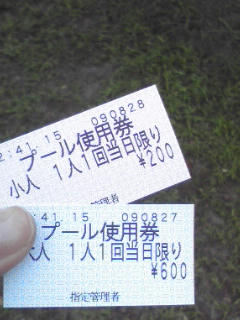 2:41.15 090828
プール使用券
小人 1人1回当日限り
¥200
管理者
:41.15 090827
プール使用券
大人 1人1回当日限り
¥600
指定管理者